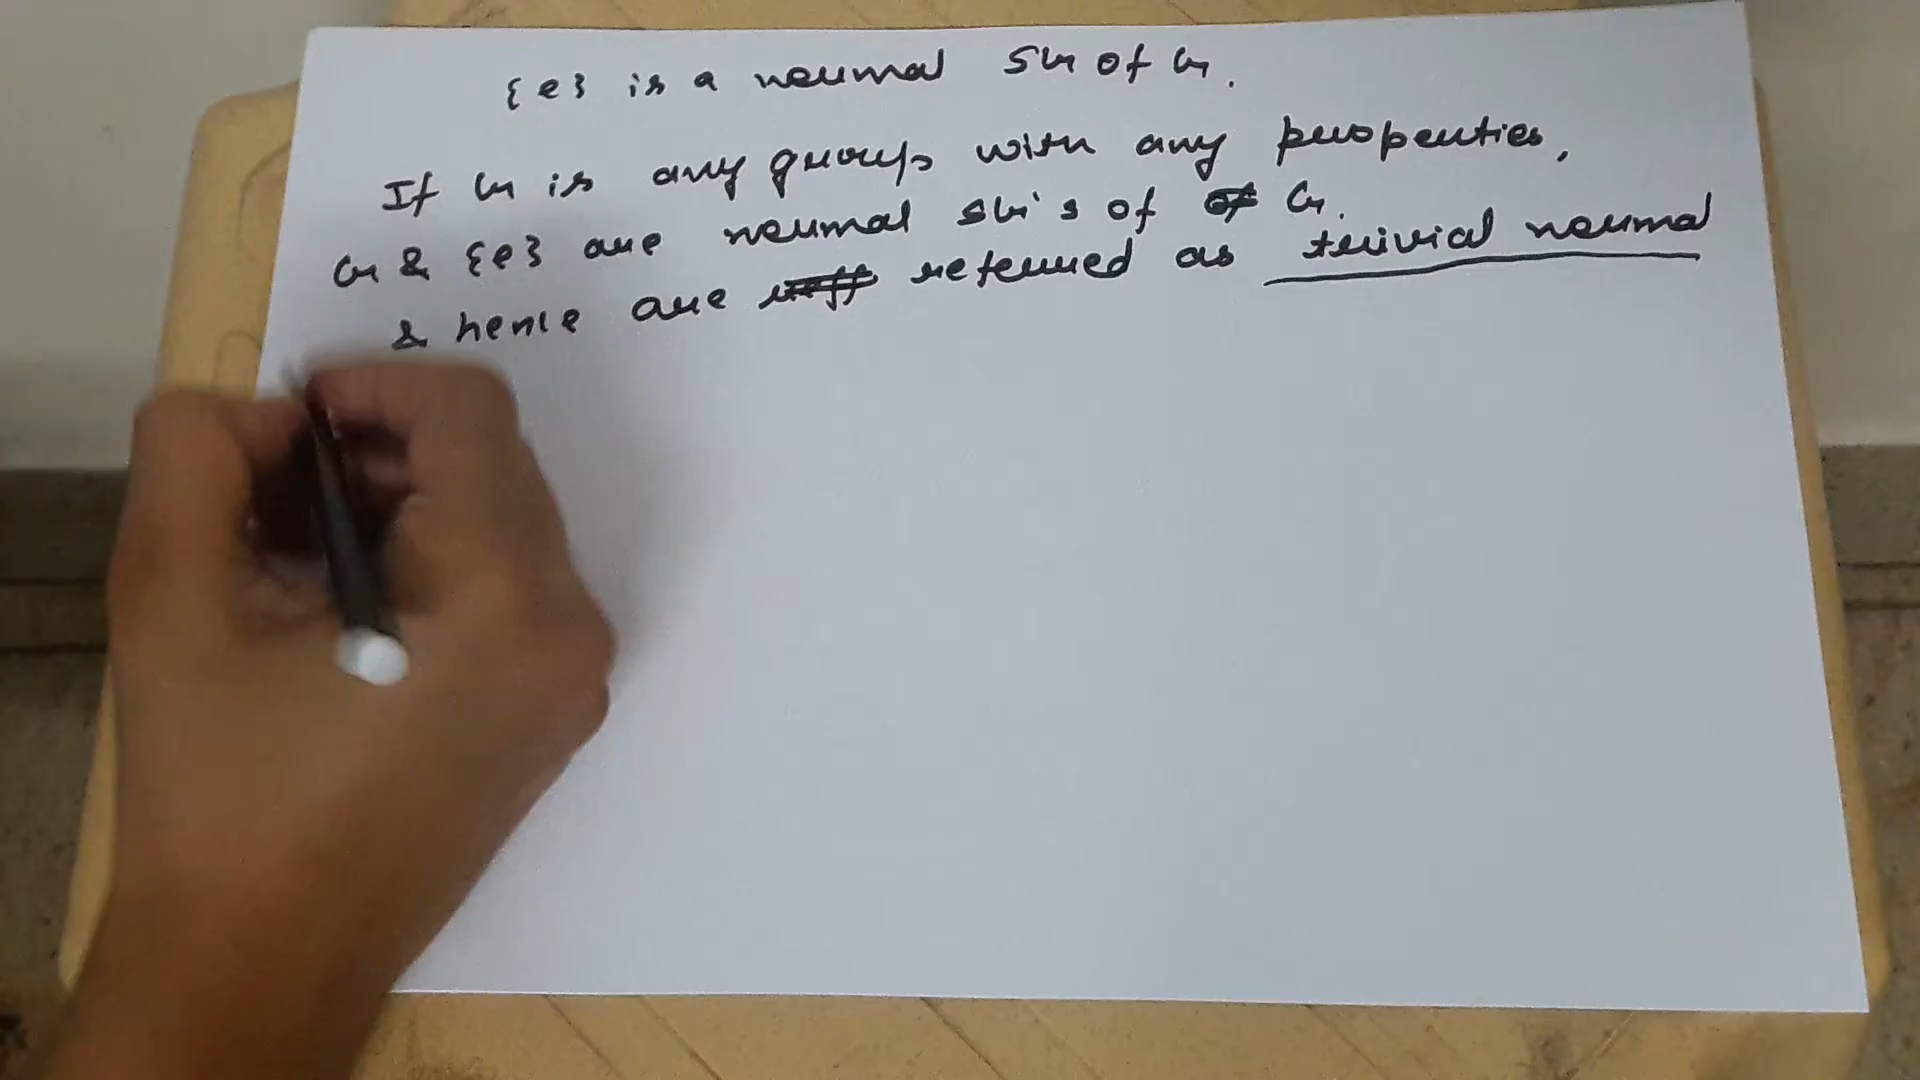 {e} is a normal SG of G.
If G is any group with any properties,
G & {e} are normal SG's of G.
& hence are referred as trivial normal